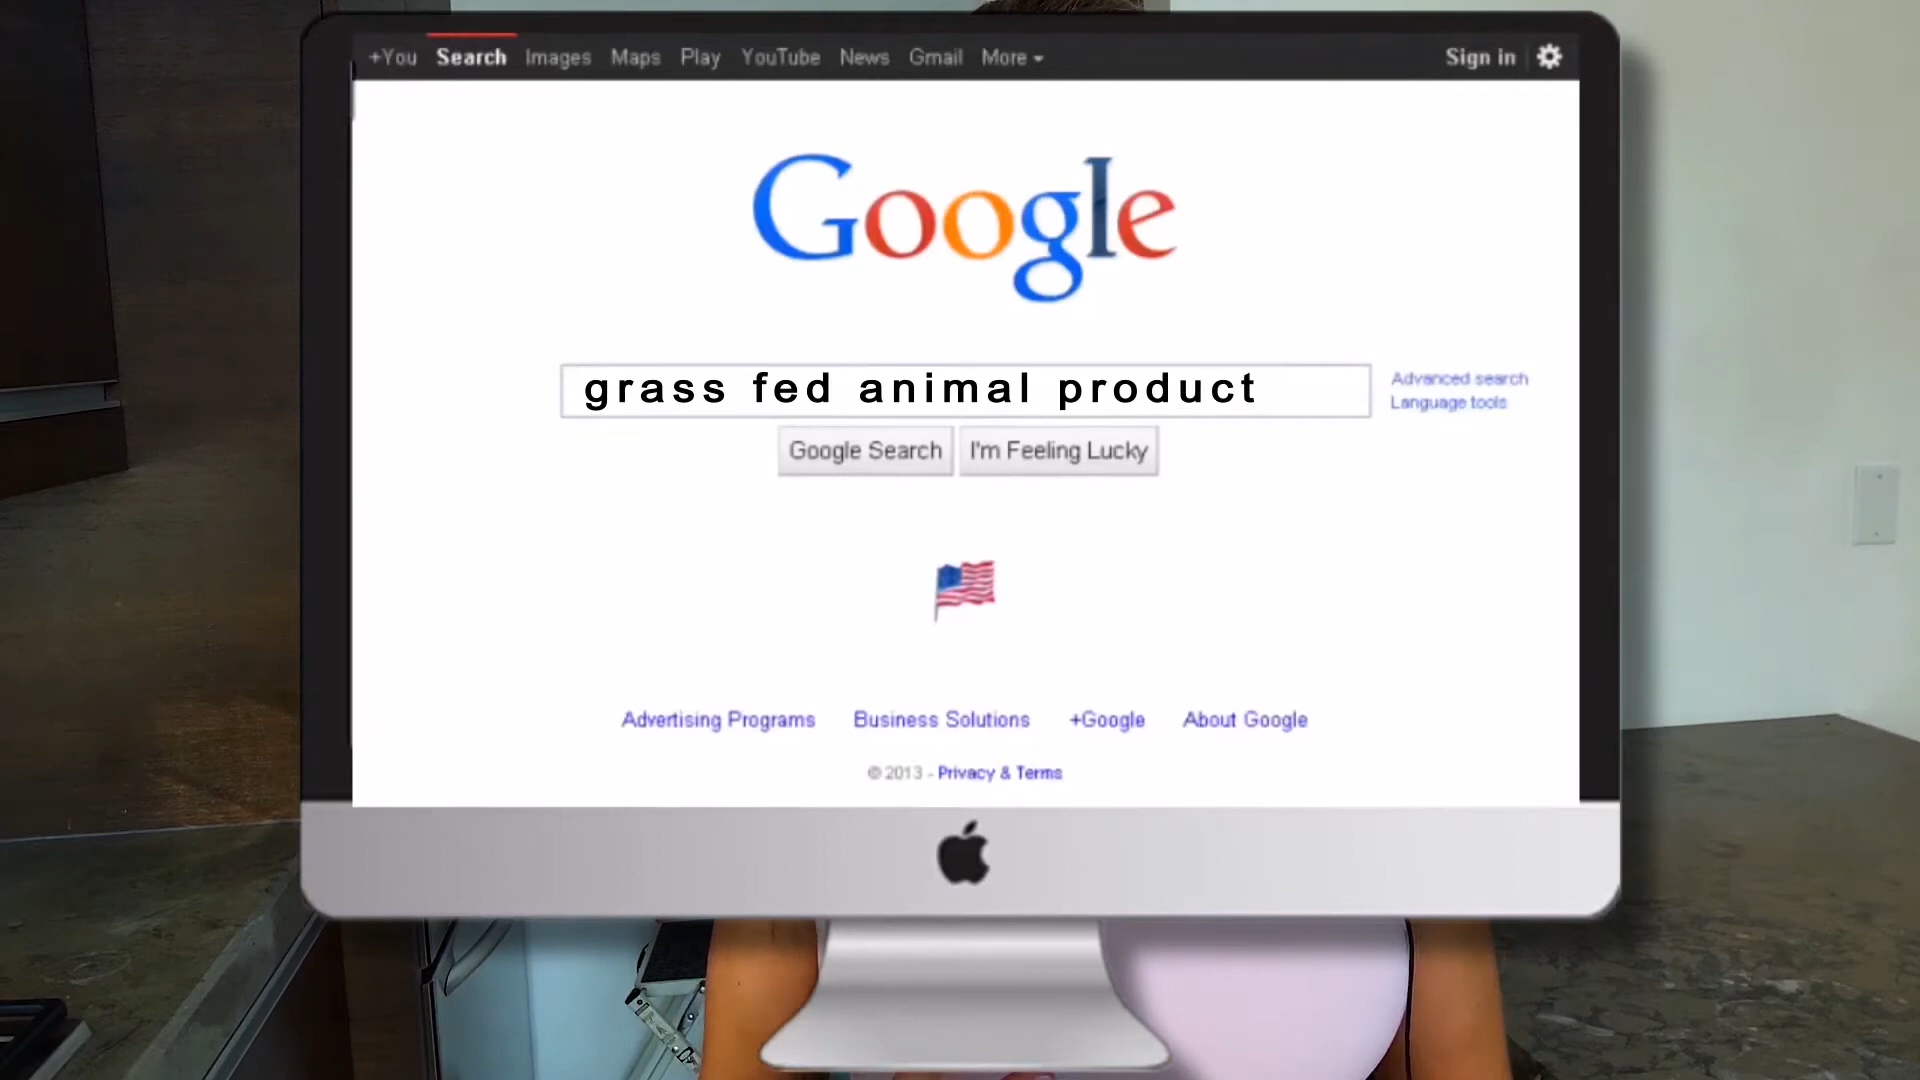 +You Search Images Maps Play YouTube News Gmail More Sign in
Google
grass fed animal product
Advanced search
Language tools
Google Search I'm Feeling Lucky
Advertising Programs Business Solutions +Google About Google
© 2013 - Privacy & Terms